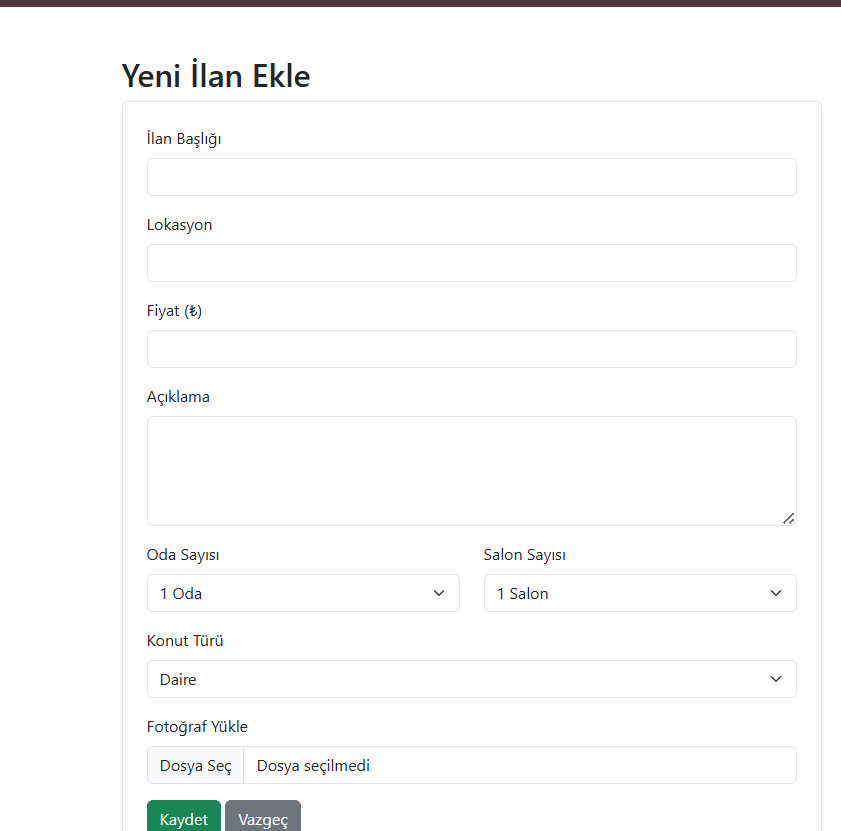 Yeni İlan Ekle
İlan Başlığı
Lokasyon
Fiyat (₺)
Açıklama
Oda Sayısı Salon Sayısı
1 Oda 1 Salon
Konut Türü
Daire
Fotoğraf Yükle
Dosya Seç Dosya seçilmedi
Kaydet Vazgeç